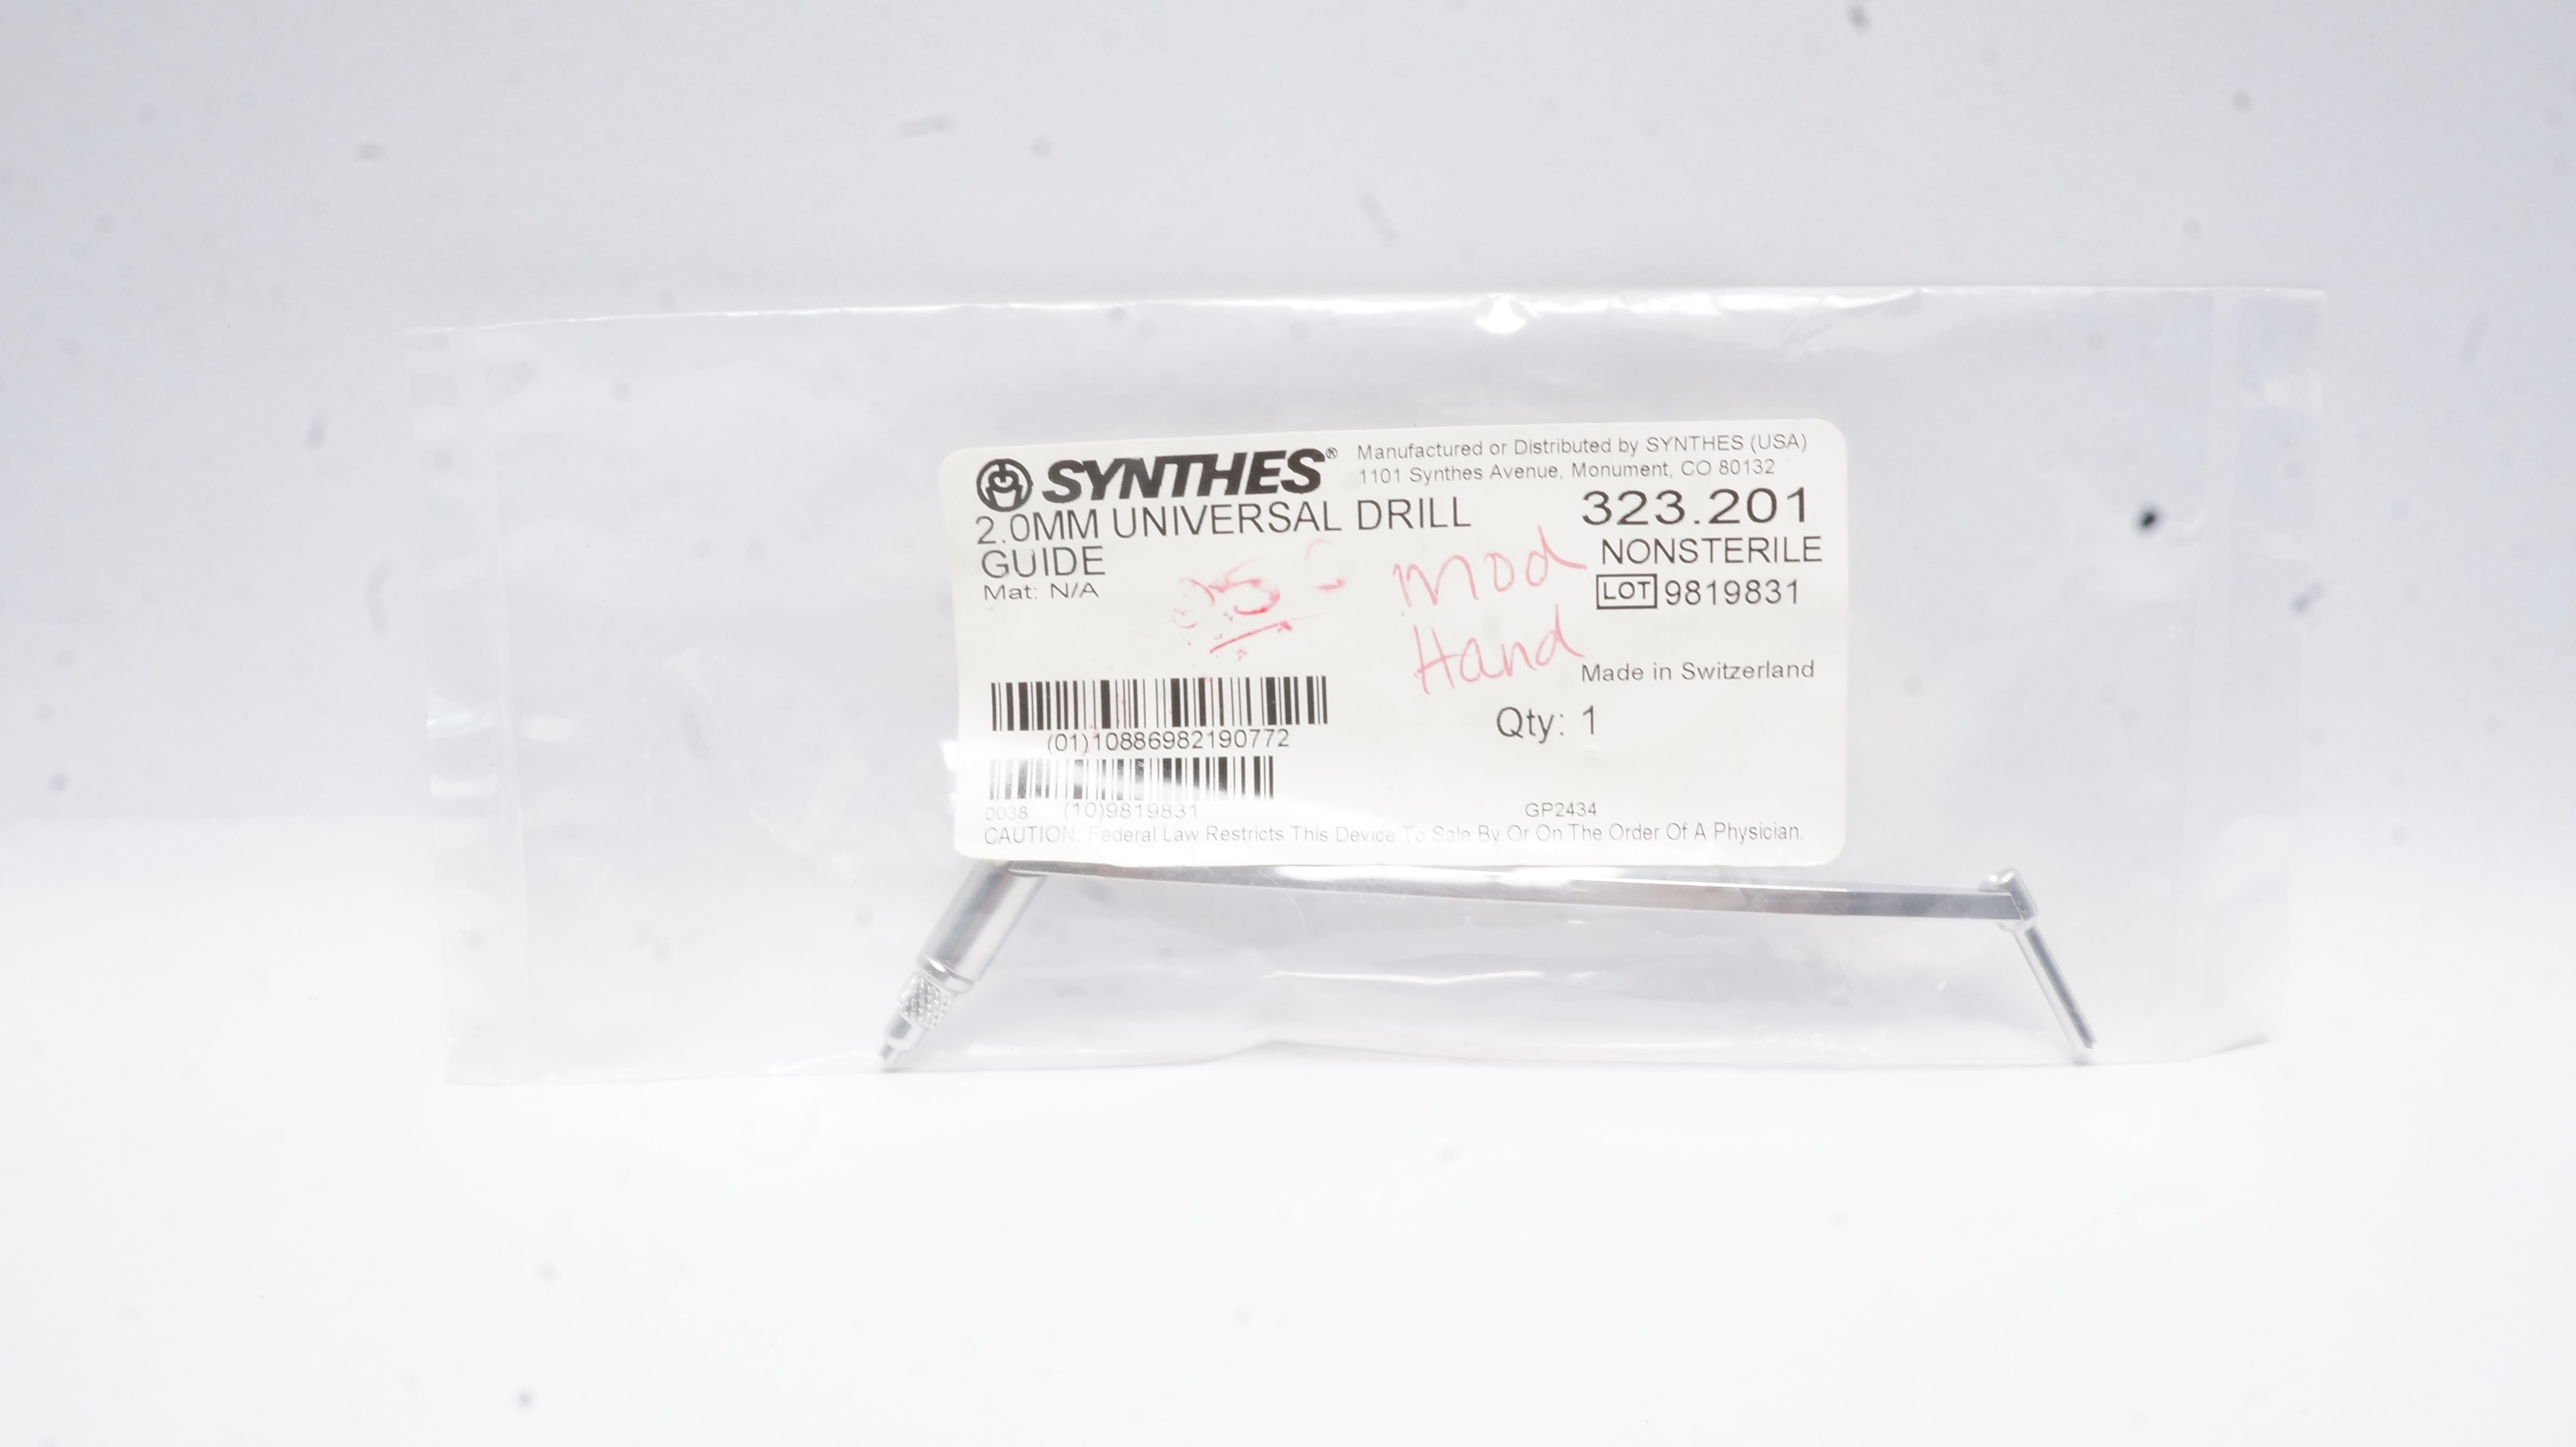 SYNTHES®
Manufactured or Distributed by SYNTHES (USA)
1101 Synthes Avenue, Monument, CO 80132
2.0MM UNIVERSAL DRILL
GUIDE
Mat: N/A
323.201
NONSTERILE
LOT 9819831
Mod
Hand
Made in Switzerland
Qty: 1
(01)10886982190772
0038 (10)9819831
GP2434
CAUTION: Federal Law Restricts This Device To Sale By Or On The Order Of A Physician.